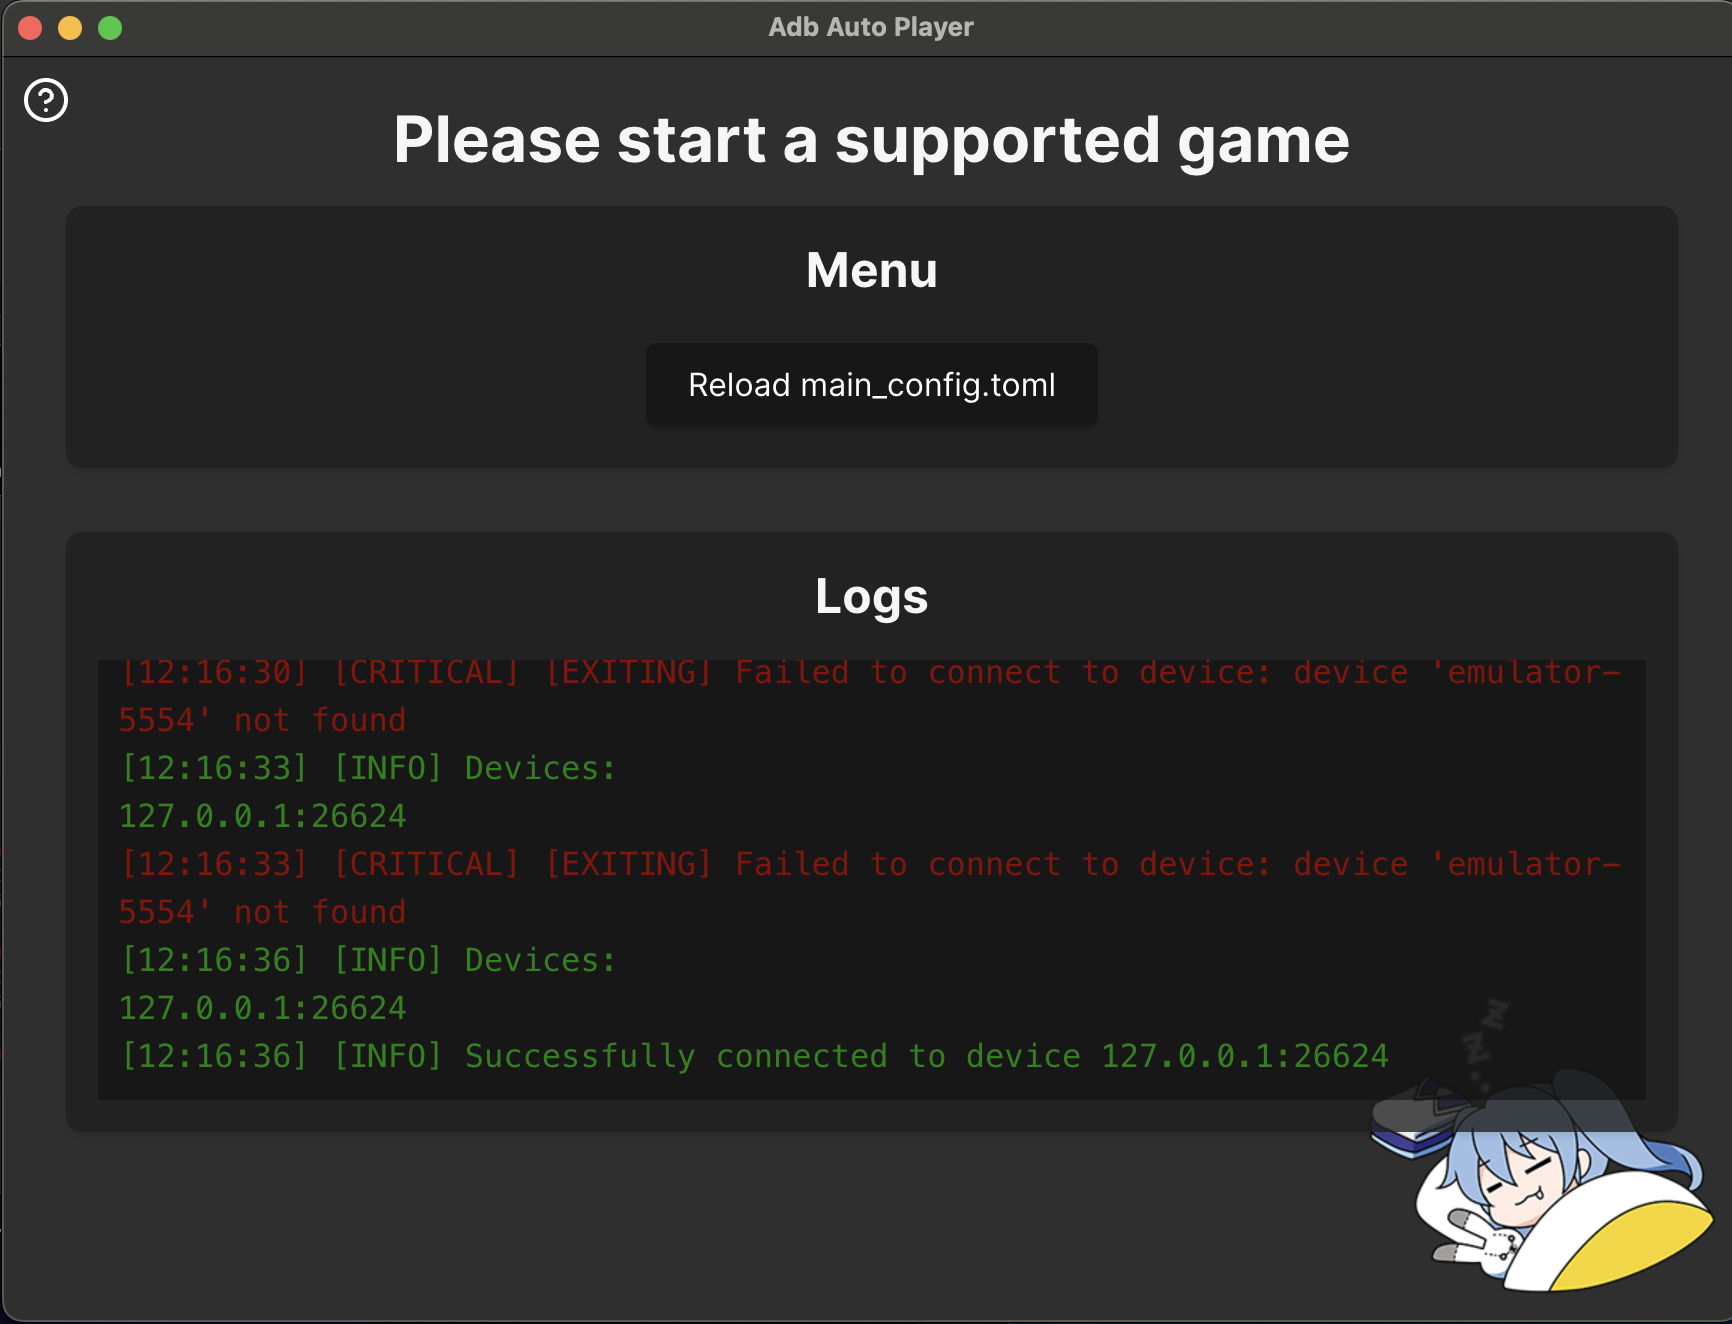 Adb Auto Player
?
Please start a supported game
Menu
Reload main_config.toml
Logs
[12:16:30] [CRITICAL] [EXITING] Failed to connect to device: device 'emulator-
5554' not found
[12:16:33] [INFO] Devices:
127.0.0.1:26624
[12:16:33] [CRITICAL] [EXITING] Failed to connect to device: device 'emulator-
5554' not found
[12:16:36] [INFO] Devices:
127.0.0.1:26624
[12:16:36] [INFO] Successfully connected to device 127.0.0.1:26624
z
z